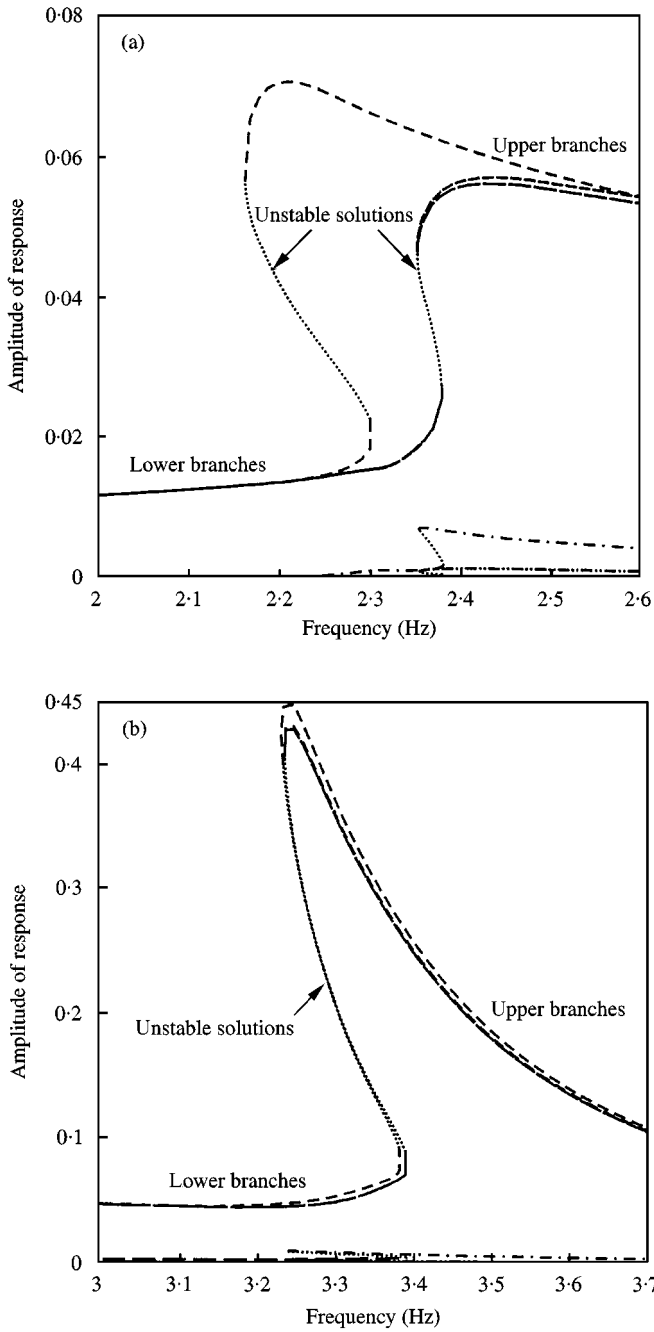 (a)
0·08
0·06
0·04
0·02
0
Amplitude of response
Upper branches
Unstable solutions
Lower branches
2 2·1 2·2 2·3 2·4 2·5 2·6
Frequency (Hz)
(b)
0·45
0·4
0·3
0·2
0·1
0
Amplitude of response
Unstable solutions
Upper branches
Lower branches
3 3·1 3·2 3·3 3·4 3·5 3·6 3·7
Frequency (Hz)